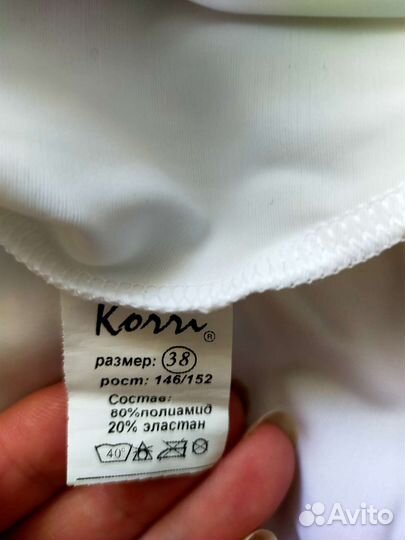 Korri®
размер: 38
рост: 146/152
Состав:
80%полиамид
20% эластан
40°
Avito